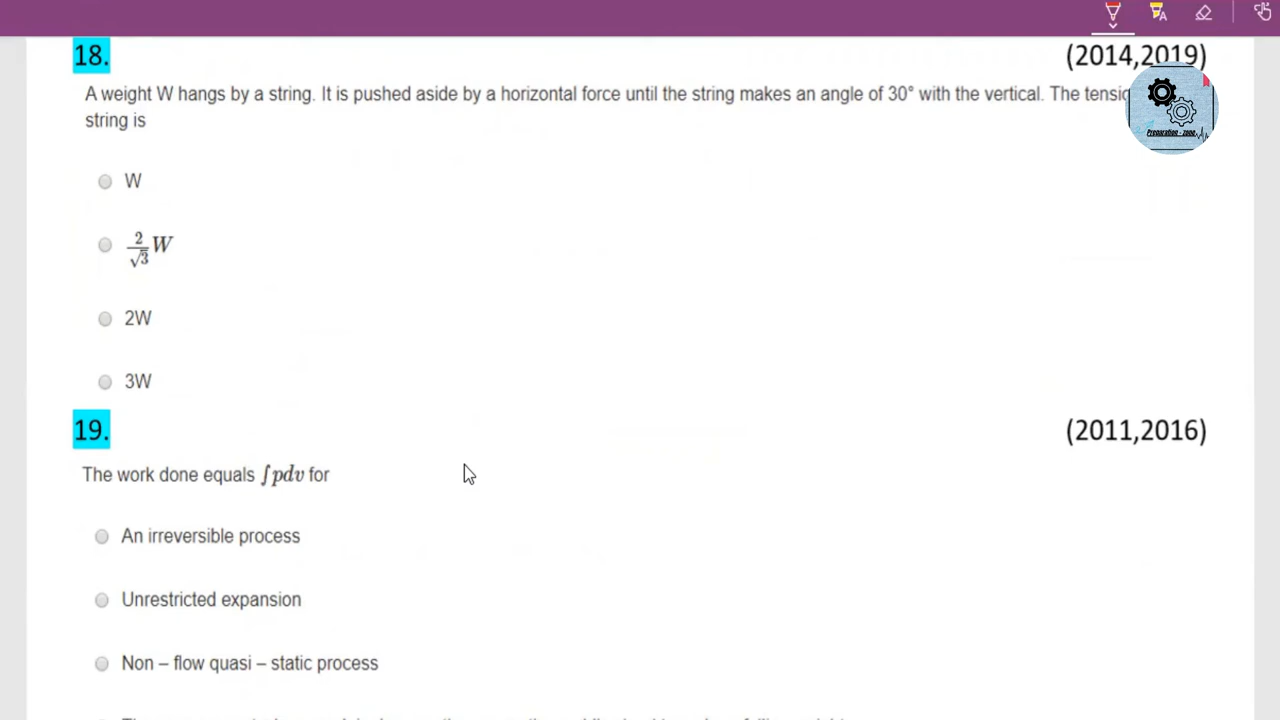 18.
(2014,2019)
A weight W hangs by a string. It is pushed aside by a horizontal force until the string makes an angle of 30° with the vertical. The
string is
Preparation - zone
W
2/√3 W
2W
3W
19.
(2011,2016)
The work done equals ∫pdv for
An irreversible process
Unrestricted expansion
Non – flow quasi – static process